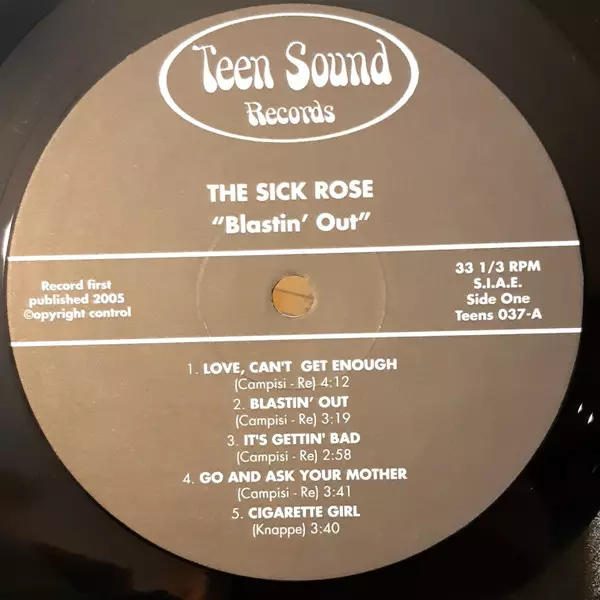 Teen Sound
Records
THE SICK ROSE
"Blastin' Out"
Record first
published 2005
©opyright control
33 1/3 RPM
S.I.A.E.
Side One
Teens 037-A
1. LOVE, CAN'T GET ENOUGH
(Campisi - Re) 4:12
2. BLASTIN' OUT
(Campisi - Re) 3:19
3. IT'S GETTIN' BAD
(Campisi - Re) 2:58
4. GO AND ASK YOUR MOTHER
(Campisi - Re) 3:41
5. CIGARETTE GIRL
(Knappe) 3:40